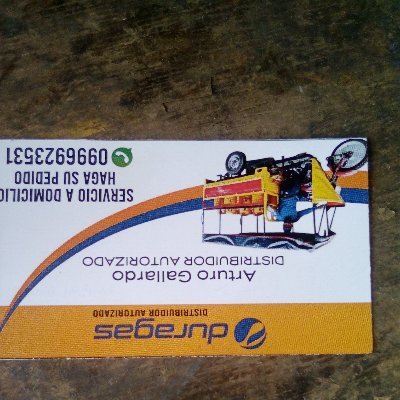 duragas
DISTRIBUIDOR AUTORIZADO
Arturo Gallardo
DISTRIBUIDOR AUTORIZADO
SERVICIO A DOMICILIO
HAGA SU PEDIDO
0996923531